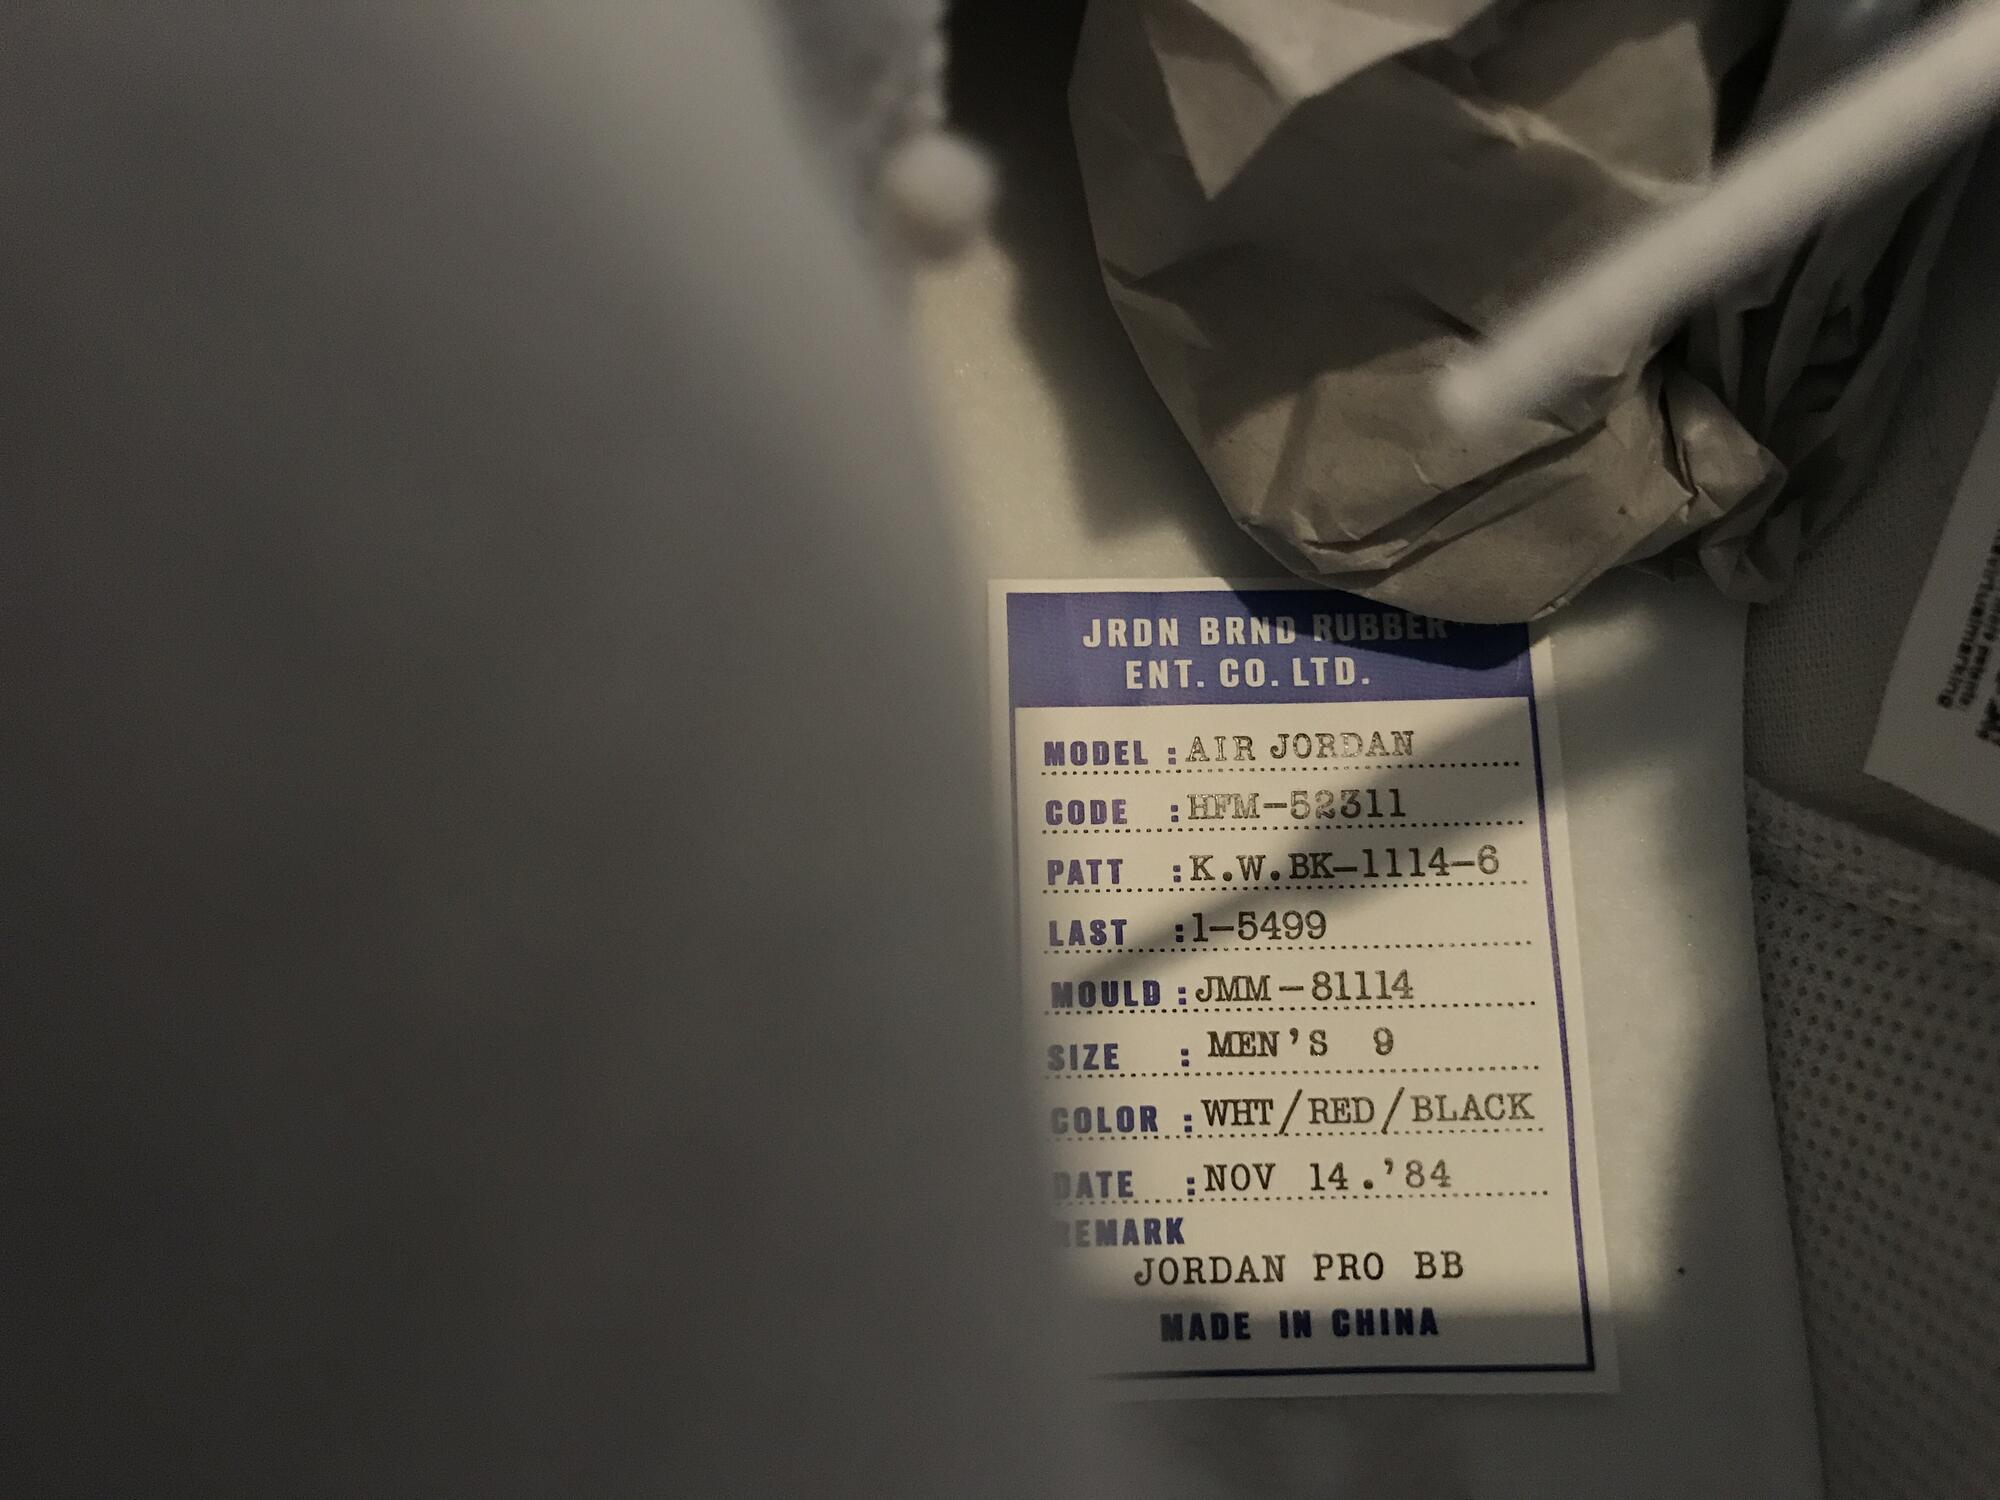 JRDN BRND RUBBER
ENT. CO. LTD.
MODEL : AIR JORDAN
CODE : HFM-52311
PATT : K.W.BK-1114-6
LAST : 1-5499
MOULD : JMM-81114
SIZE : MEN'S 9
COLOR : WHT/RED/BLACK
DATE : NOV 14.'84
REMARK
JORDAN PRO BB
MADE IN CHINA